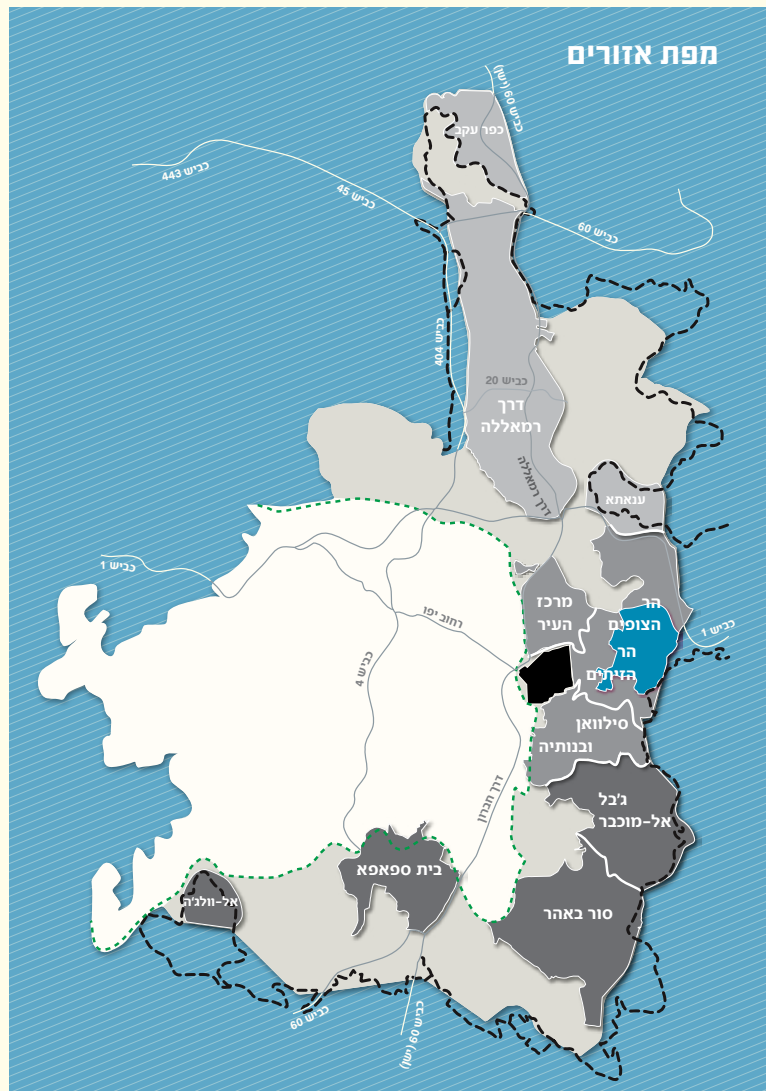 מפת אזורים
כביש 60 (ישן)
כפר עקב
כביש 443
כביש 45
כביש 60
כביש 404
כביש 20
דרך
רמאללה
דרך רמאללה
ענאתא
כביש 1
מרכז
העיר
הר
הצופים
כביש 1
רחוב יפו
הר
הזיתים
כביש 4
סילוואן
ובנותיה
דרך חברון
ג'בל
אל-מוכבר
בית ספאפא
אל-וולג'ה
סור באהר
כביש 60
כביש 60 (ישן)